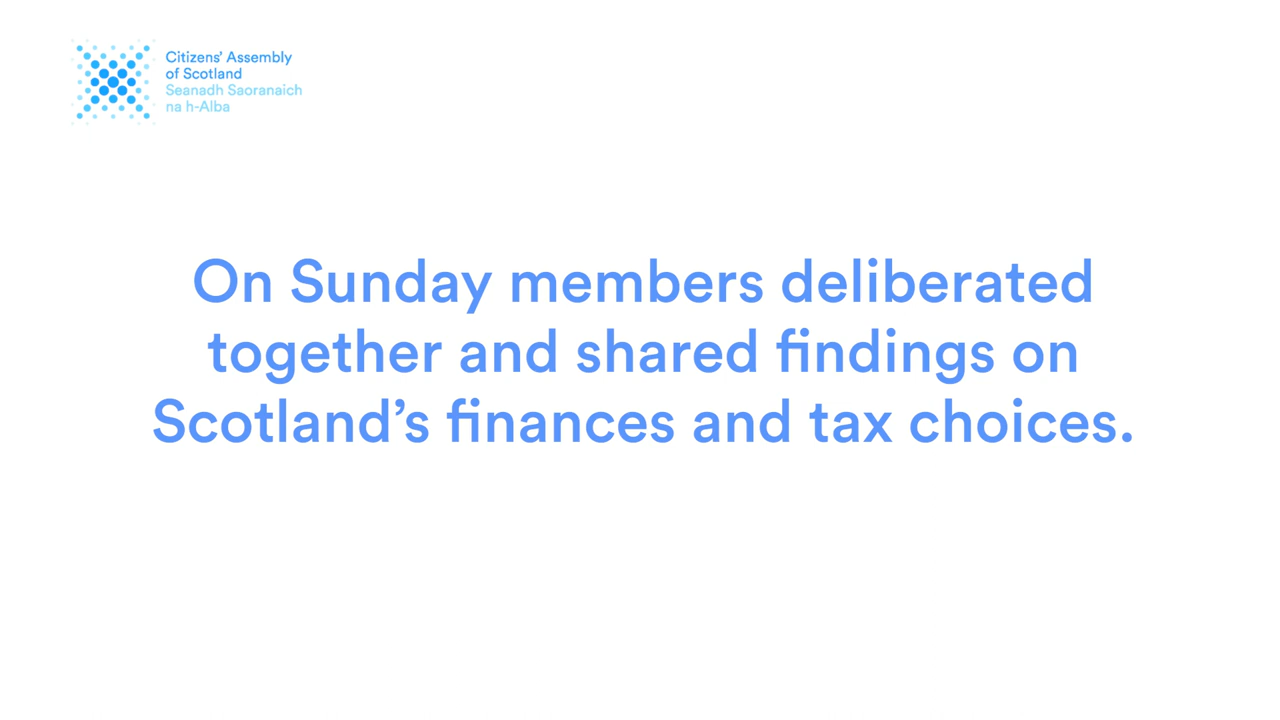 Citizens’ Assembly
of Scotland
Seanadh Saoranaich
na h-Alba
On Sunday members deliberated
together and shared findings on
Scotland’s finances and tax choices.